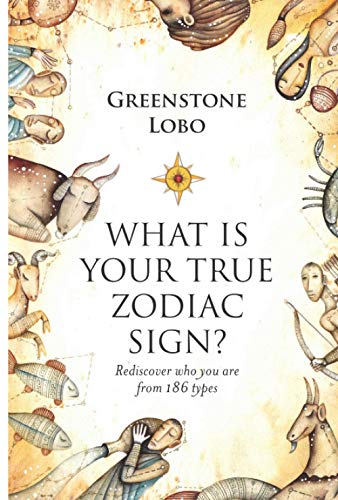 GREENSTONE
LOBO
WHAT IS
YOUR TRUE
ZODIAC
SIGN?
Rediscover who you are
from 186 types